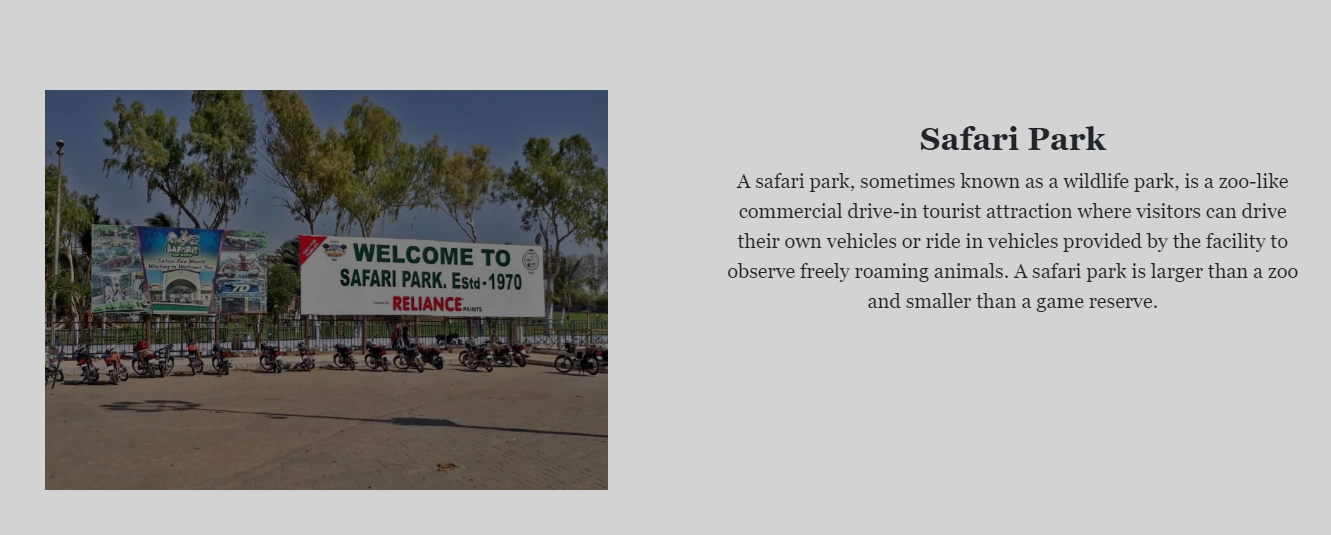 SAFARI
WELCOME TO
SAFARI PARK. EStd-1970
RELIANCE PAINTS
Safari Park
A safari park, sometimes known as a wildlife park, is a zoo-like
commercial drive-in tourist attraction where visitors can drive
their own vehicles or ride in vehicles provided by the facility to
observe freely roaming animals. A safari park is larger than a zoo
and smaller than a game reserve.